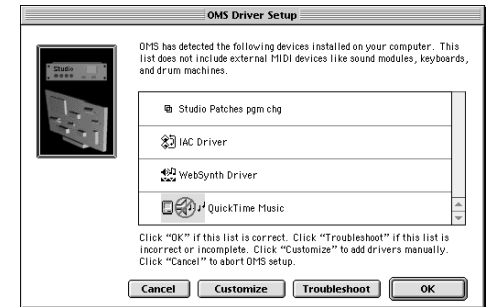 OMS Driver Setup
Studio
OMS has detected the following devices installed on your computer. This
list does not include external MIDI devices like sound modules, keyboards,
and drum machines.
Studio Patches pgm chg
IAC Driver
WebSynth Driver
QuickTime Music
Click “OK” if this list is correct. Click “Troubleshoot” if this list is
incorrect or incomplete. Click “Customize” to add drivers manually.
Click “Cancel” to abort OMS setup.
Cancel Customize Troubleshoot OK